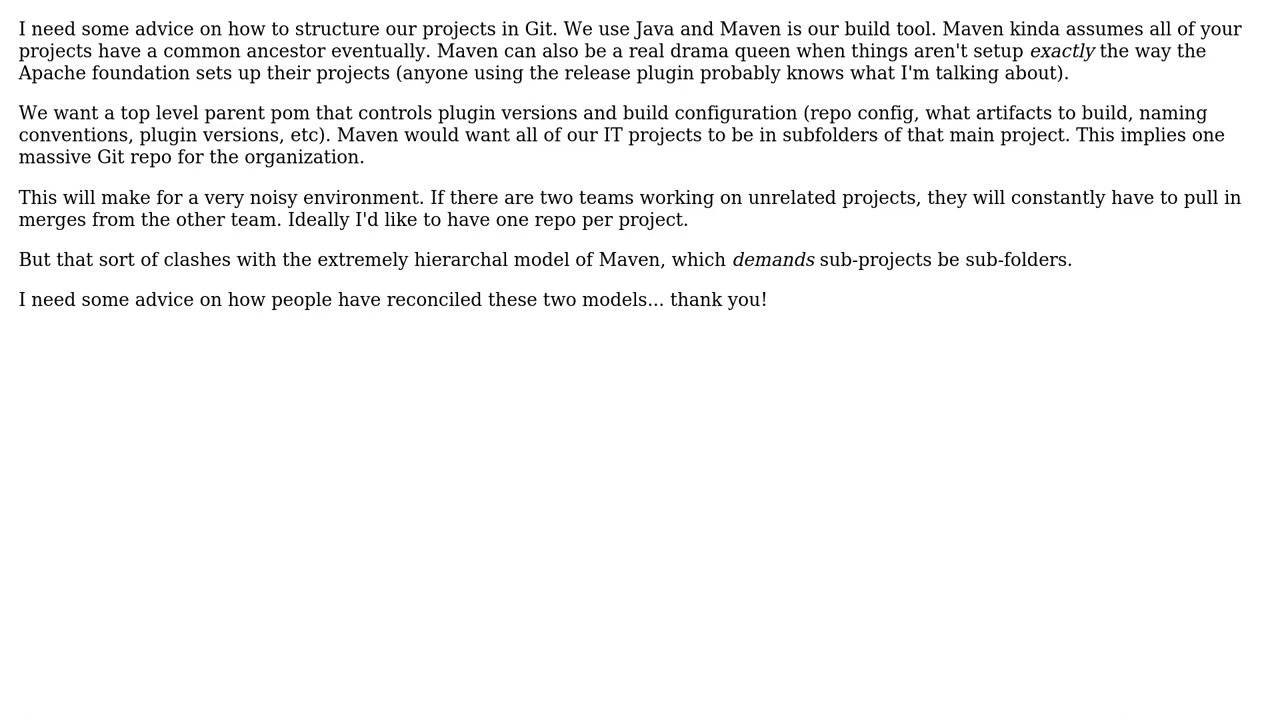 I need some advice on how to structure our projects in Git. We use Java and Maven is our build tool. Maven kinda assumes all of your
projects have a common ancestor eventually. Maven can also be a real drama queen when things aren't setup exactly the way the
Apache foundation sets up their projects (anyone using the release plugin probably knows what I'm talking about).
We want a top level parent pom that controls plugin versions and build configuration (repo config, what artifacts to build, naming
conventions, plugin versions, etc). Maven would want all of our IT projects to be in subfolders of that main project. This implies one
massive Git repo for the organization.
This will make for a very noisy environment. If there are two teams working on unrelated projects, they will constantly have to pull in
merges from the other team. Ideally I'd like to have one repo per project.
But that sort of clashes with the extremely hierarchal model of Maven, which demands sub-projects be sub-folders.
I need some advice on how people have reconciled these two models... thank you!